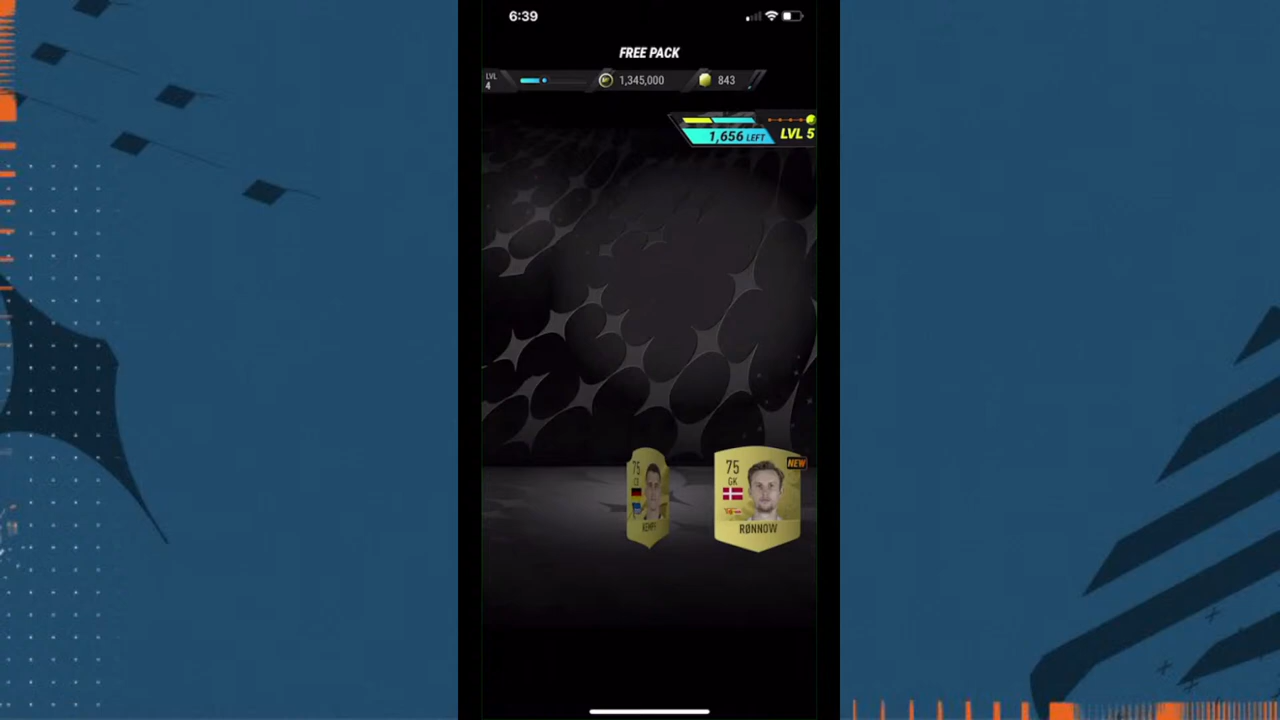 6:39
FREE PACK
LVL
4
1,345,000
843
1,656 LEFT
LVL 5
75
75
GK
NEW
KEMPF
RØNNOW